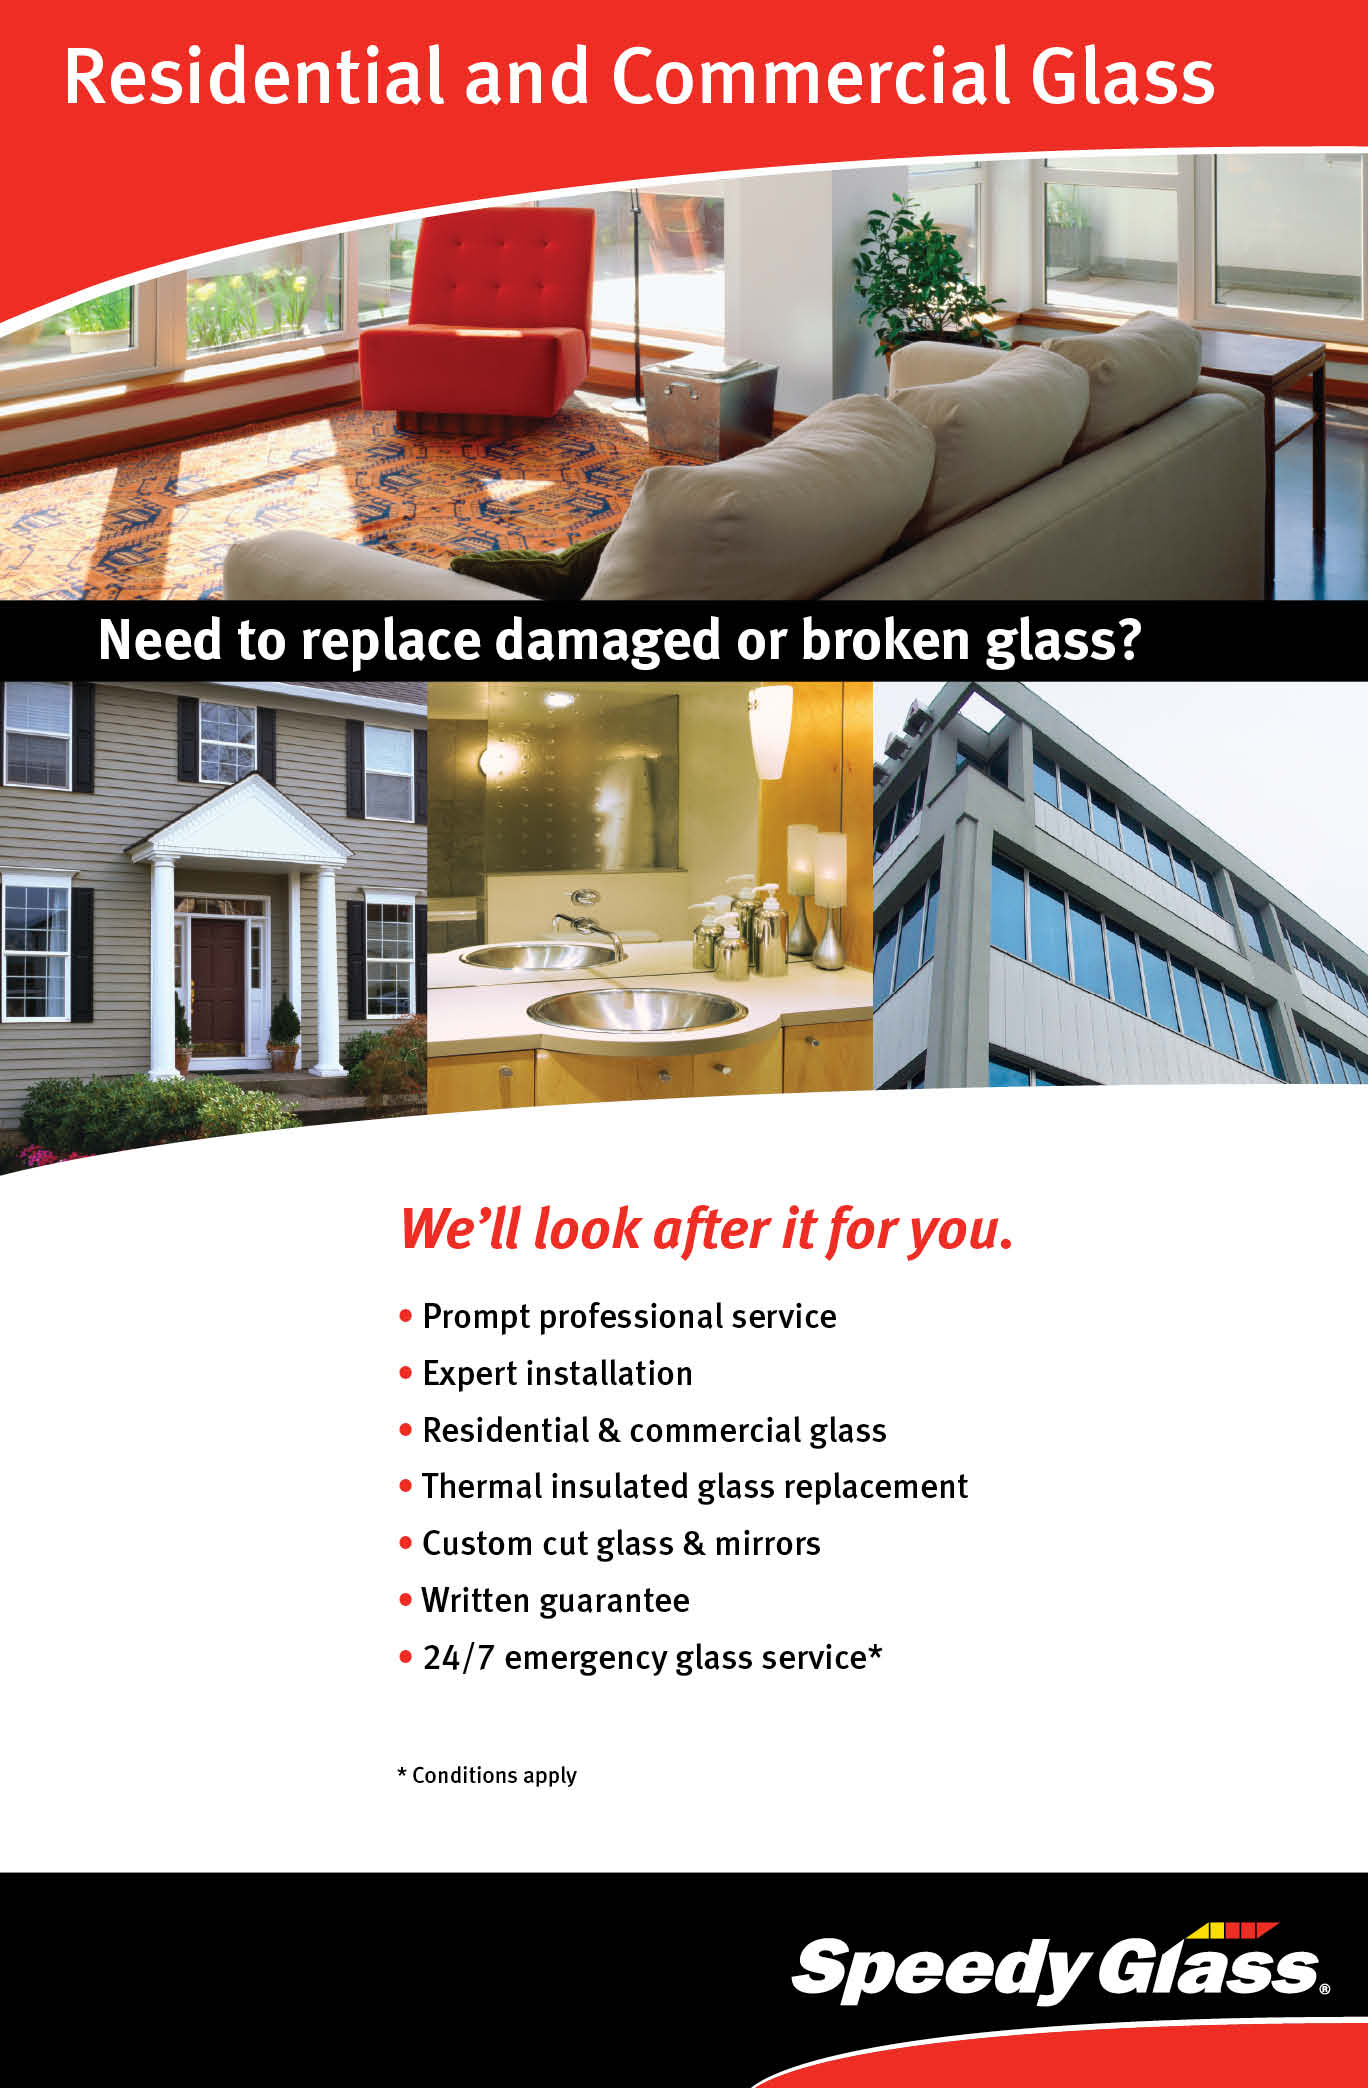 Residential and Commercial Glass
Need to replace damaged or broken glass?
We’ll look after it for you.
• Prompt professional service
• Expert installation
• Residential & commercial glass
• Thermal insulated glass replacement
• Custom cut glass & mirrors
• Written guarantee
• 24/7 emergency glass service*
* Conditions apply
Speedy Glass®